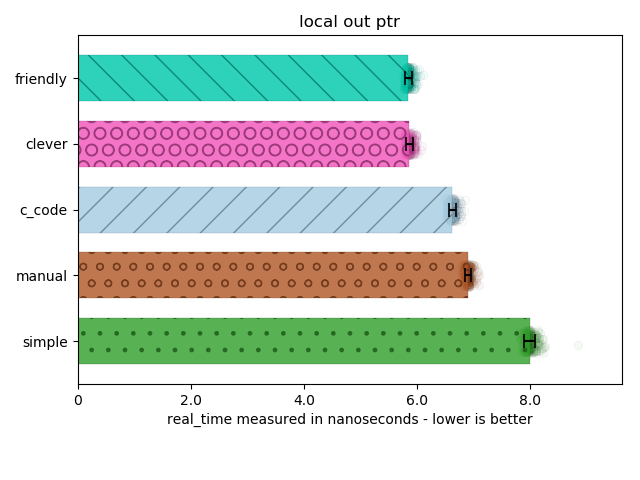 local out ptr
friendly
clever
c_code
manual
simple
0 2.0 4.0 6.0 8.0
real_time measured in nanoseconds - lower is better